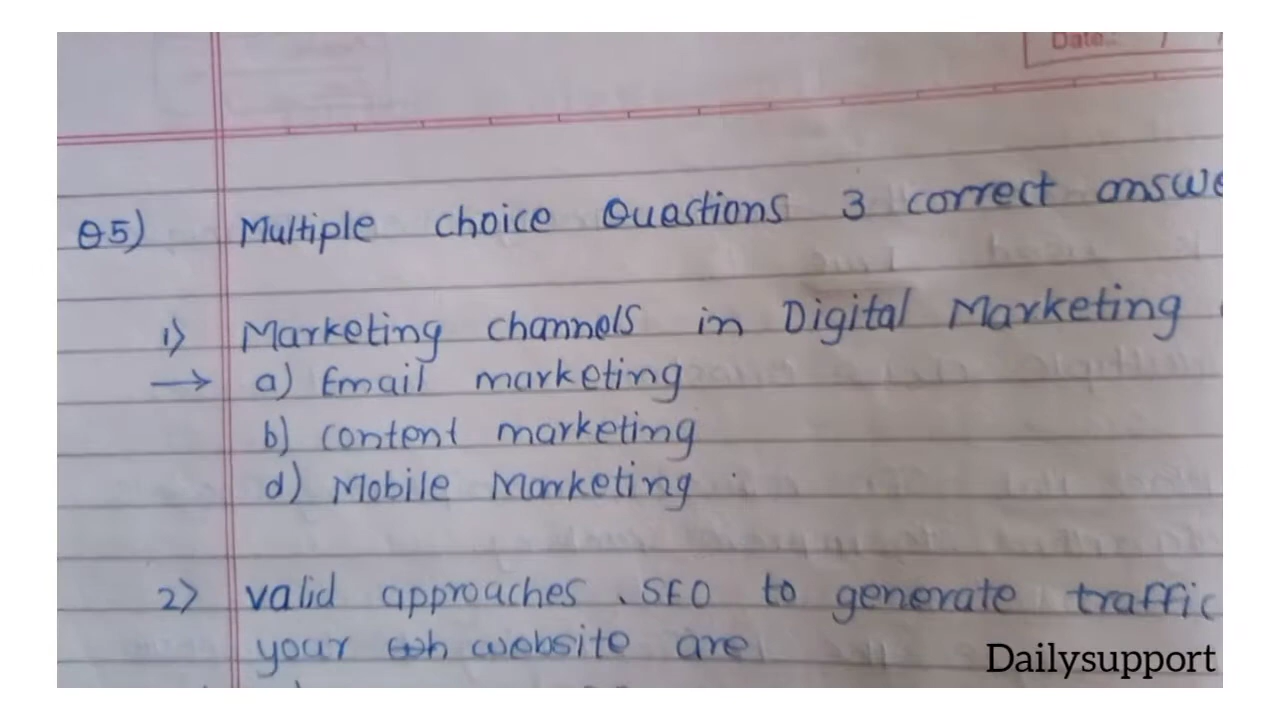 Date.: / /
Q5) Multiple choice Quastions 3 correct answe
1) Marketing channels in Digital Marketing
→ a) Email marketing
b) content marketing
d) Mobile Marketing
2) valid approaches .SEO to generate traffic
your website are
Dailysupport